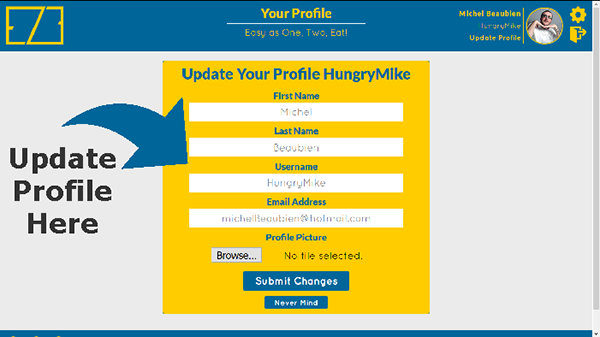 EZ
Your Profile
Easy as One, Two, Eat!
Michel Beaubien
HungryMike
Update Profile
Update Your Profile HungryMike
First Name
Michel
Last Name
Beaubien
Username
HungryMike
Email Address
michelBeaubien@hotmail.com
Profile Picture
Browse... No file selected.
Submit Changes
Never Mind
Update
Profile
Here